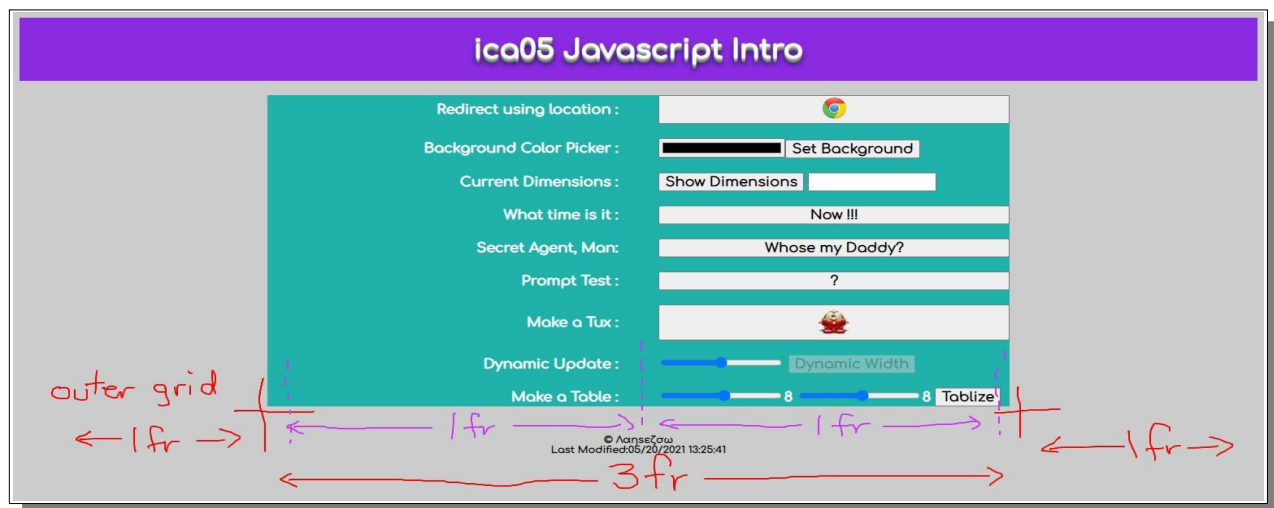 ica05 Javascript Intro
Redirect using location :
Background Color Picker : Set Background
Current Dimensions : Show Dimensions
What time is it : Now !!!
Secret Agent, Man: Whose my Daddy?
Prompt Test : ?
Make a Tux :
Dynamic Update : Dynamic Width
Make a Table : 8 8 Tablize
outer grid
1fr 1fr 1fr 1fr
©
Last Modified:05/20/2021 13:25:41
3fr